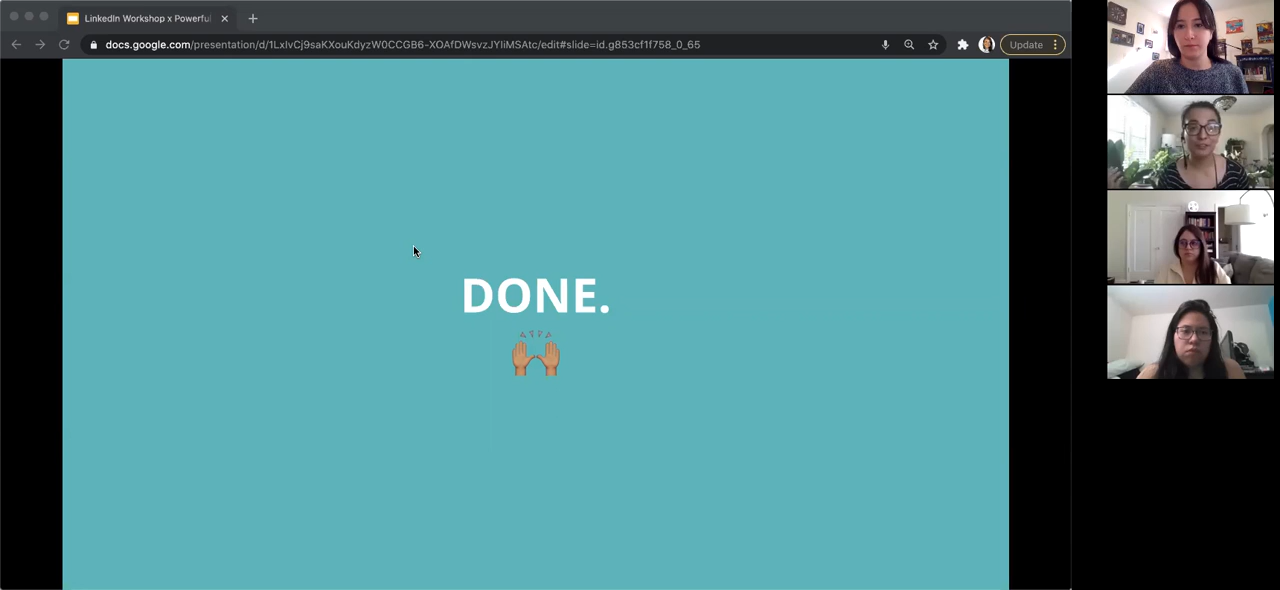 LinkedIn Workshop x Powerful
docs.google.com/presentation/d/1LxIvCj9saKXouKdyzW0CCGB6-XOAfDWsvzJYIiMSAtc/edit#slide=id.g853cf1f758_0_65
Update
DONE.